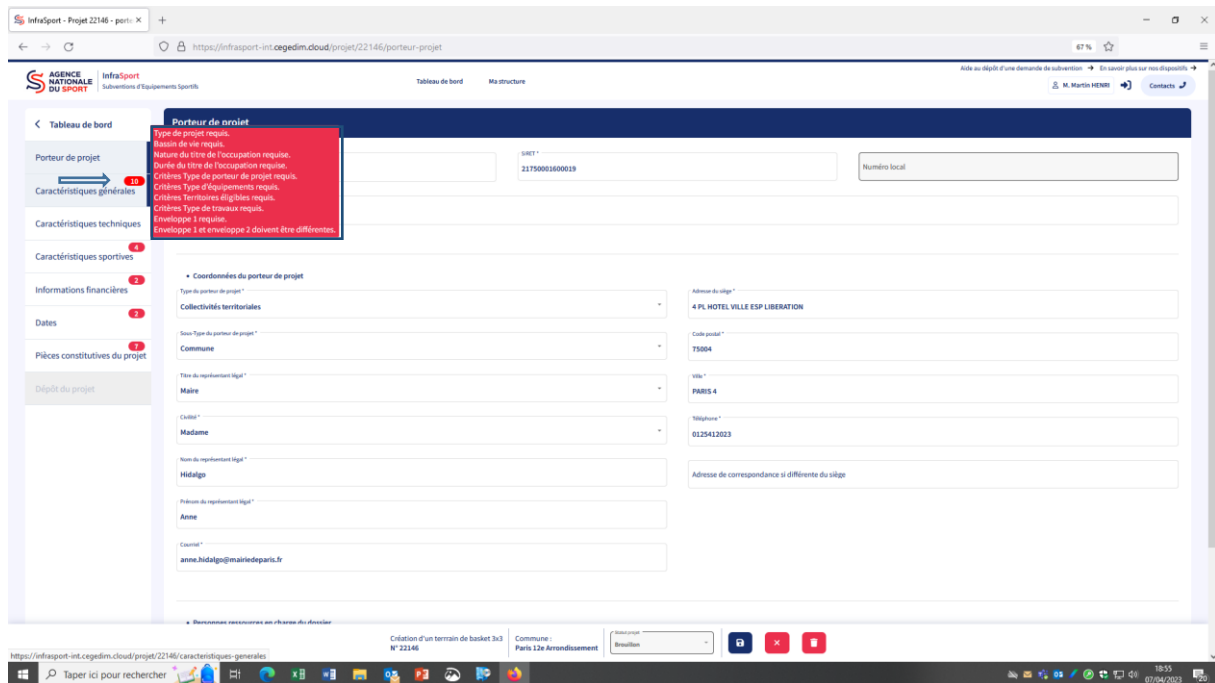 InfraSport - Projet 22146 - porte
https://infrasport-int.cegedim.cloud/projet/22146/porteur-projet
67 %
Aide au dépôt d'une demande de subvention → En savoir plus sur nos dispositifs →
AGENCE
NATIONALE
DU SPORT
InfraSport
Subventions d'Equipements Sportifs
Tableau de bord
Ma structure
M. Martin HENRI
Contacts
Tableau de bord
Porteur de projet
Porteur de projet
10
Caractéristiques générales
Caractéristiques techniques
4
Caractéristiques sportives
2
Informations financières
2
Dates
7
Pièces constitutives du projet
Dépôt du projet
Type de projet requis.
Bassin de vie requis.
Nature du titre de l'occupation requise.
Durée du titre de l'occupation requise.
Critères Type de porteur de projet requis.
Critères Type d'équipements requis.
Critères Territoires éligibles requis.
Critères Type de travaux requis.
Enveloppe 1 requise.
Enveloppe 1 et enveloppe 2 doivent être différentes.
SIRET *
21750001600019
Numéro local
• Coordonnées du porteur de projet
Type du porteur de projet *
Collectivités territoriales
Adresse du siège *
4 PL HOTEL VILLE ESP LIBERATION
Sous-Type du porteur de projet *
Commune
Code postal *
75004
Titre du représentant légal *
Maire
Ville *
PARIS 4
Civilité *
Madame
Téléphone *
0125412023
Nom du représentant légal *
Hidalgo
Adresse de correspondance si différente du siège
Prénom du représentant légal *
Anne
Courriel *
anne.hidalgo@mairiedeparis.fr
• Personnes ressources en charge du dossier
Création d'un terrrain de basket 3x3
N° 22146
Commune :
Paris 12e Arrondissement
Status projet
Brouillon
https://infrasport-int.cegedim.cloud/projet/22146/caracteristiques-generales
Taper ici pour rechercher
18:55
07/04/2023
20